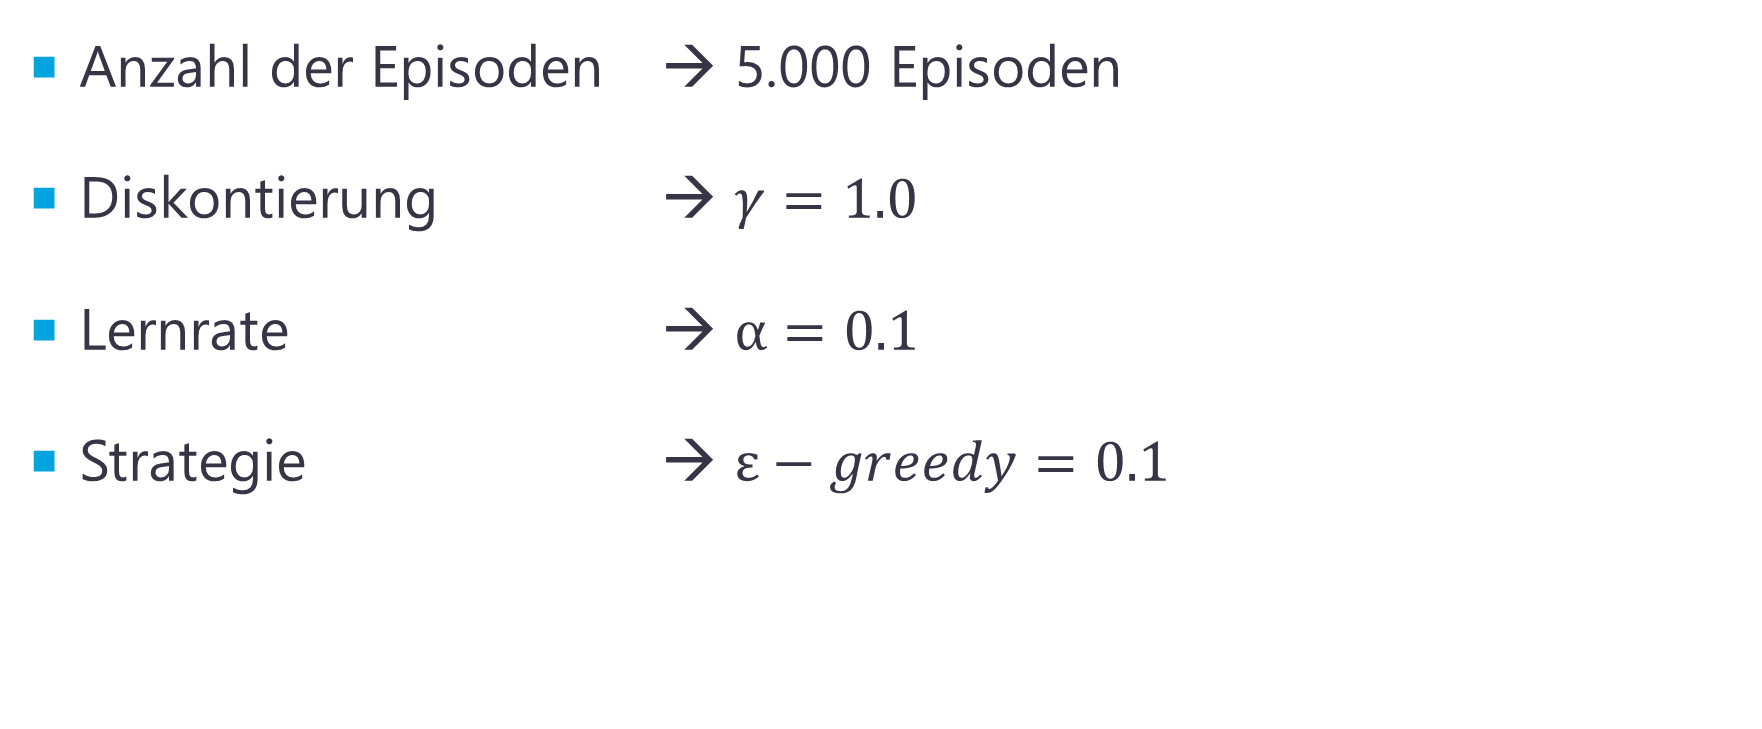 ▪ Anzahl der Episoden → 5.000 Episoden
▪ Diskontierung → γ = 1.0
▪ Lernrate → α = 0.1
▪ Strategie → ε − greedy = 0.1